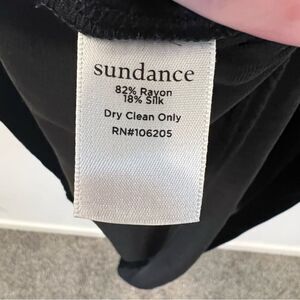 sundance
82% Rayon
18% Silk
Dry Clean Only
RN#106205